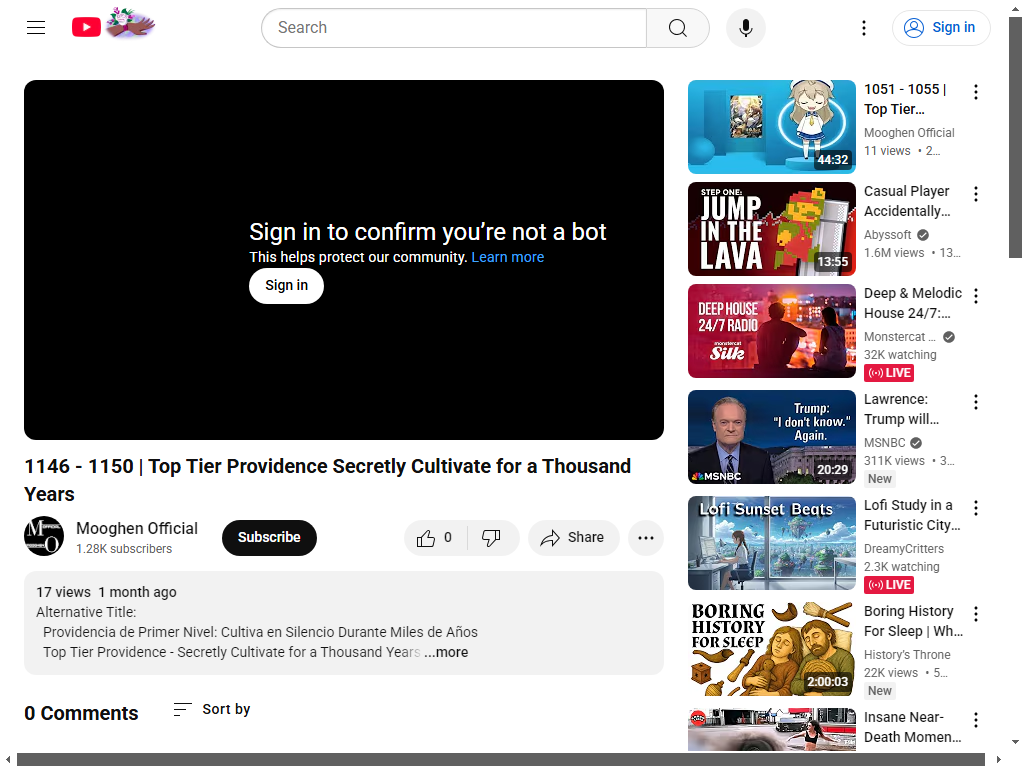 Search
Sign in
Sign in to confirm you’re not a bot
This helps protect our community. Learn more
Sign in
1146 - 1150 | Top Tier Providence Secretly Cultivate for a Thousand
Years
Mooghen Official
1.28K subscribers
Subscribe
0
Share
17 views 1 month ago
Alternative Title:
Providencia de Primer Nivel: Cultiva en Silencio Durante Miles de Años
Top Tier Providence - Secretly Cultivate for a Thousand Years ...more
0 Comments
Sort by
44:32
1051 - 1055 |
Top Tier…
Mooghen Official
11 views • 2…
STEP ONE:
JUMP
IN THE
LAVA
13:55
Casual Player
Accidentally…
Abyssoft
1.6M views • 13…
DEEP HOUSE
24/7 RADIO
monstercat
Silk
Deep & Melodic
House 24/7:…
Monstercat …
32K watching
LIVE
Trump:
"I don't know."
Again.
MSNBC
20:29
Lawrence:
Trump will…
MSNBC
311K views • 3…
New
Lofi Sunset Beats
Lofi Study in a
Futuristic City…
DreamyCritters
2.3K watching
LIVE
BORING
HISTORY
FOR SLEEP
2:00:03
Boring History
For Sleep | Wh…
History's Throne
22K views • 5…
New
Insane Near-
Death Momen…